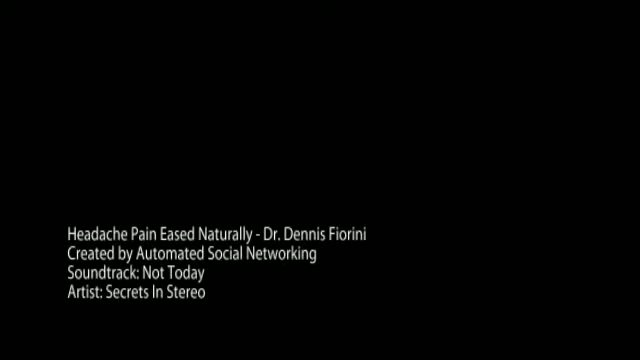 Headache Pain Eased Naturally - Dr. Dennis Fiorini
Created by Automated Social Networking
Soundtrack: Not Today
Artist: Secrets In Stereo